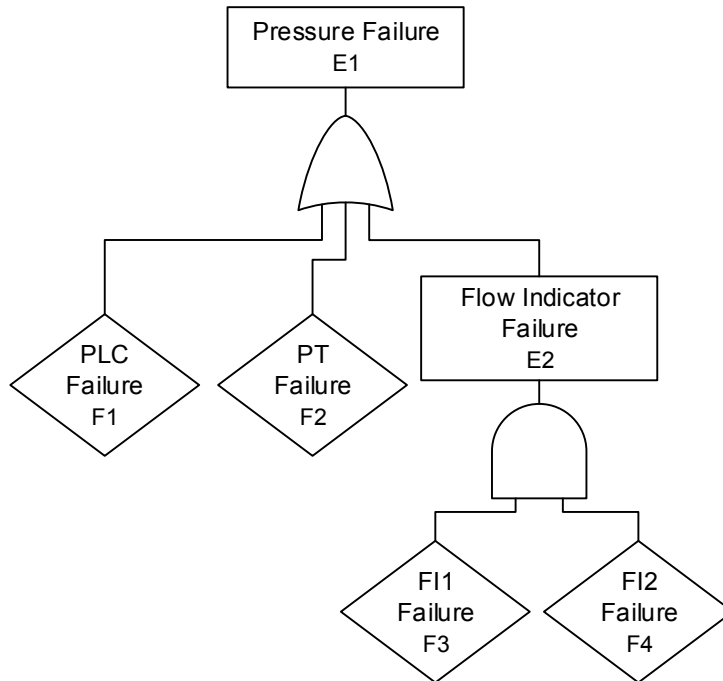 Pressure Failure
E1
PLC
Failure
F1
PT
Failure
F2
Flow Indicator
Failure
E2
FI1
Failure
F3
FI2
Failure
F4